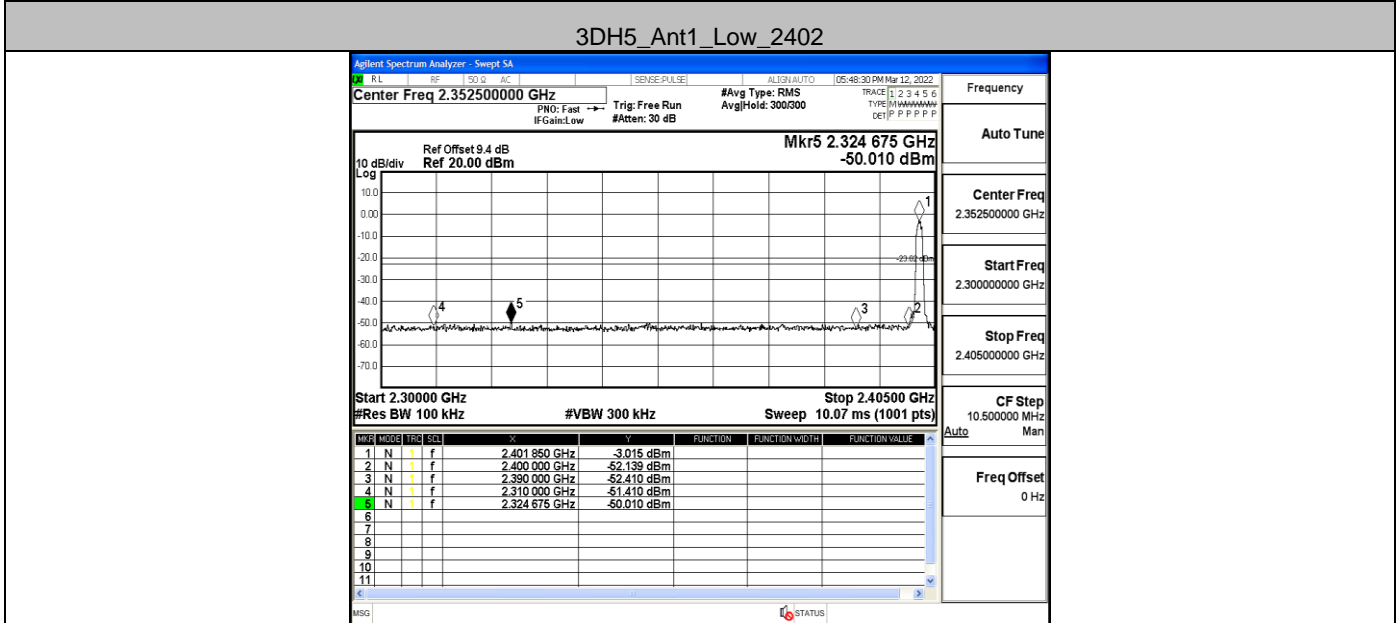 3DH5_Ant1_Low_2402
Agilent Spectrum Analyzer - Swept SA
RL RF 50 Ω AC SENSE:PULSE ALIGNAUTO 05:48:30 PM Mar 12, 2022
Center Freq 2.352500000 GHz
PNO: Fast
IFGain:Low
Trig: Free Run
#Atten: 30 dB
#Avg Type: RMS
Avg|Hold: 300/300
TRACE 1 2 3 4 5 6
TYPE M
DET P P P P P P
Ref Offset 9.4 dB
10 dB/div Ref 20.00 dBm
Log
Mkr5 2.324 675 GHz
-50.010 dBm
10.0
0.00
-10.0
-20.0
-30.0
-40.0
-50.0
-60.0
-70.0
1
-23.02 dBm
4
5
3
2
Start 2.30000 GHz Stop 2.40500 GHz
#Res BW 100 kHz #VBW 300 kHz Sweep 10.07 ms (1001 pts)
MKR MODE TRC SCL X Y FUNCTION FUNCTION WIDTH FUNCTION VALUE
1 N 1 f 2.401 850 GHz -3.015 dBm
2 N 1 f 2.400 000 GHz -52.139 dBm
3 N 1 f 2.390 000 GHz -52.410 dBm
4 N 1 f 2.310 000 GHz -51.410 dBm
5 N 1 f 2.324 675 GHz -50.010 dBm
6
7
8
9
10
11
MSG STATUS
Frequency
Auto Tune
Center Freq
2.352500000 GHz
Start Freq
2.300000000 GHz
Stop Freq
2.405000000 GHz
CF Step
10.500000 MHz
Auto Man
Freq Offset
0 Hz